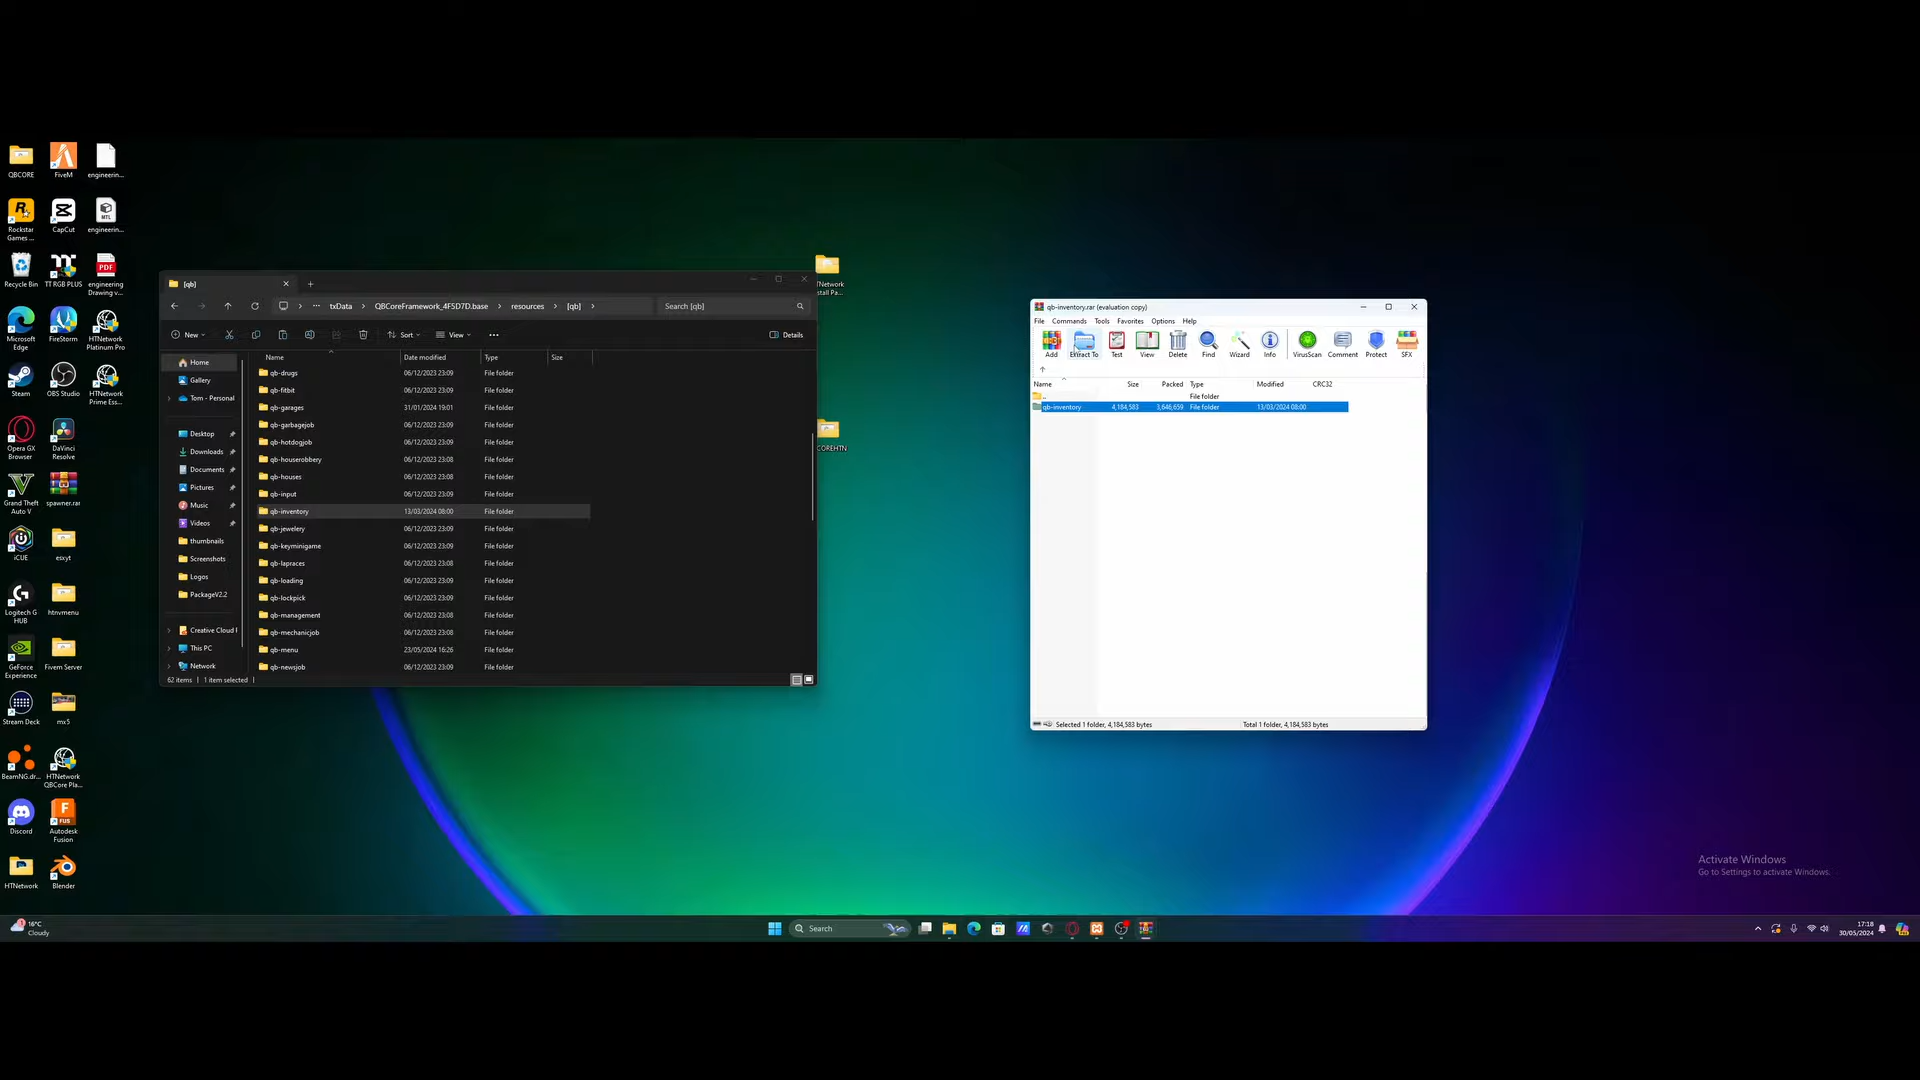 QBCORE
FiveM
engineerin...
Rockstar
Games ...
CapCut
MTL
engineerin...
Recycle Bin
TT RGB PLUS
PDF
engineering
Drawing v...
Microsoft
Edge
FireStorm
HTNetwork
Platinum Pro
Steam
OBS Studio
HTNetwork
Prime Ess...
Opera GX
Browser
DaVinci
Resolve
Grand Theft
Auto V
spawner.rar
iCUE
esxyt
Logitech G
HUB
htnvmenu
GeForce
Experience
Fivem Server
Stream Deck
mx5
BeamNG.dr...
HTNetwork
QBCore Pla...
Discord
FUS
Autodesk
Fusion
HTNetwork
Blender
TNetwork
tall Pa...
COREHTN
[qb]
txData
QBCoreFramework_4F5D7D.base
resources
[qb]
Search [qb]
New
Sort
View
Details
Home
Gallery
Tom - Personal
Desktop
Downloads
Documents
Pictures
Music
Videos
thumbnails
Screenshots
Logos
PackageV2.2
Creative Cloud F
This PC
Network
Name Date modified Type Size
qb-drugs 06/12/2023 23:09 File folder
qb-fitbit 06/12/2023 23:09 File folder
qb-garages 31/01/2024 19:01 File folder
qb-garbagejob 06/12/2023 23:09 File folder
qb-hotdogjob 06/12/2023 23:09 File folder
qb-houserobbery 06/12/2023 23:08 File folder
qb-houses 06/12/2023 23:08 File folder
qb-input 06/12/2023 23:09 File folder
qb-inventory 13/03/2024 08:00 File folder
qb-jewelery 06/12/2023 23:09 File folder
qb-keyminigame 06/12/2023 23:09 File folder
qb-lapraces 06/12/2023 23:08 File folder
qb-loading 06/12/2023 23:09 File folder
qb-lockpick 06/12/2023 23:09 File folder
qb-management 06/12/2023 23:08 File folder
qb-mechanicjob 06/12/2023 23:08 File folder
qb-menu 23/05/2024 16:26 File folder
qb-newsjob 06/12/2023 23:09 File folder
62 items 1 item selected
qb-inventory.rar (evaluation copy)
File Commands Tools Favorites Options Help
Add Extract To Test View Delete Find Wizard Info VirusScan Comment Protect SFX
Name Size Packed Type Modified CRC32
.. File folder
qb-inventory 4,184,583 3,646,659 File folder 13/03/2024 08:00
Selected 1 folder, 4,184,583 bytes
Total 1 folder, 4,184,583 bytes
Activate Windows
Go to Settings to activate Windows.
16°C
Cloudy
Search
17:18
30/05/2024